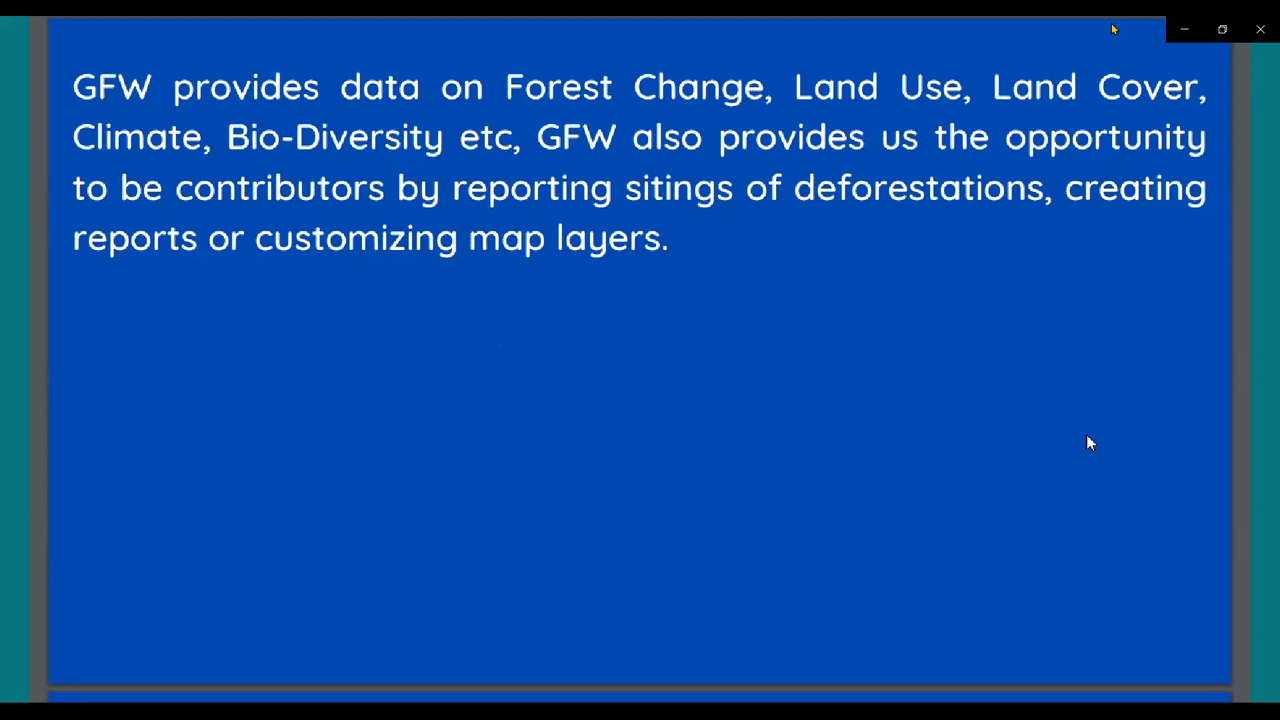 GFW provides data on Forest Change, Land Use, Land Cover,
Climate, Bio-Diversity etc, GFW also provides us the opportunity
to be contributors by reporting sitings of deforestations, creating
reports or customizing map layers.